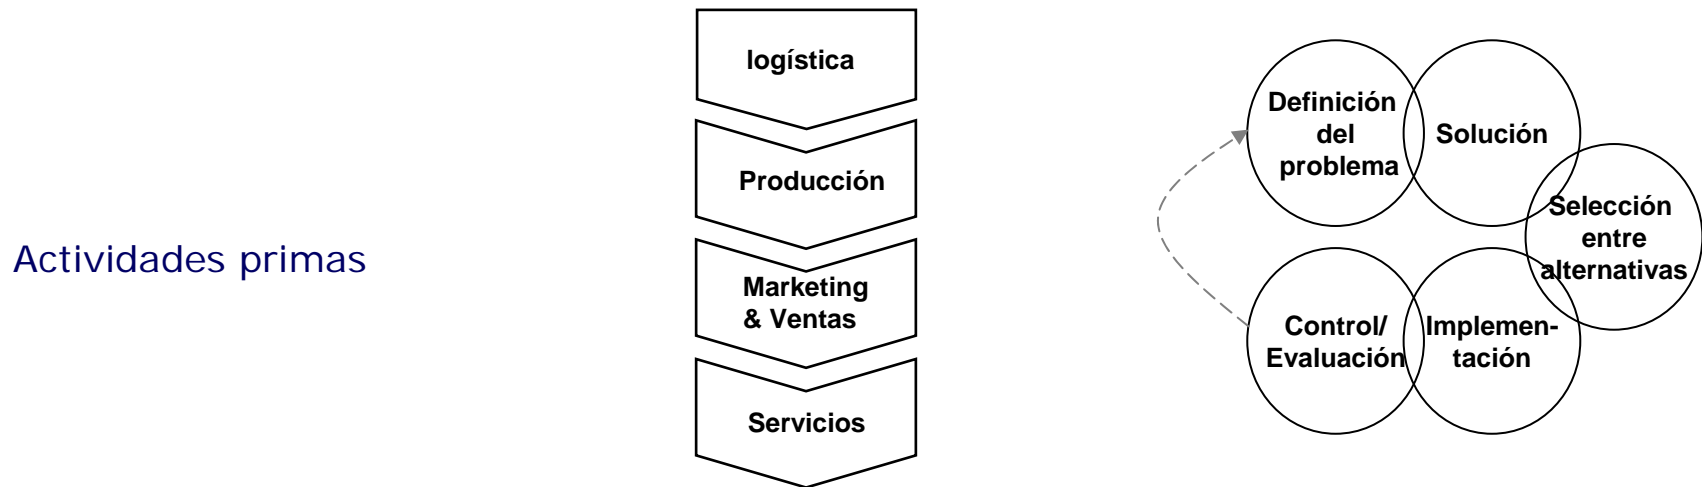 Actividades primas
logística
Producción
Marketing
& Ventas
Servicios
Definición
del
problema
Solución
Selección
entre
alternativas
Implemen-
tación
Control/
Evaluación